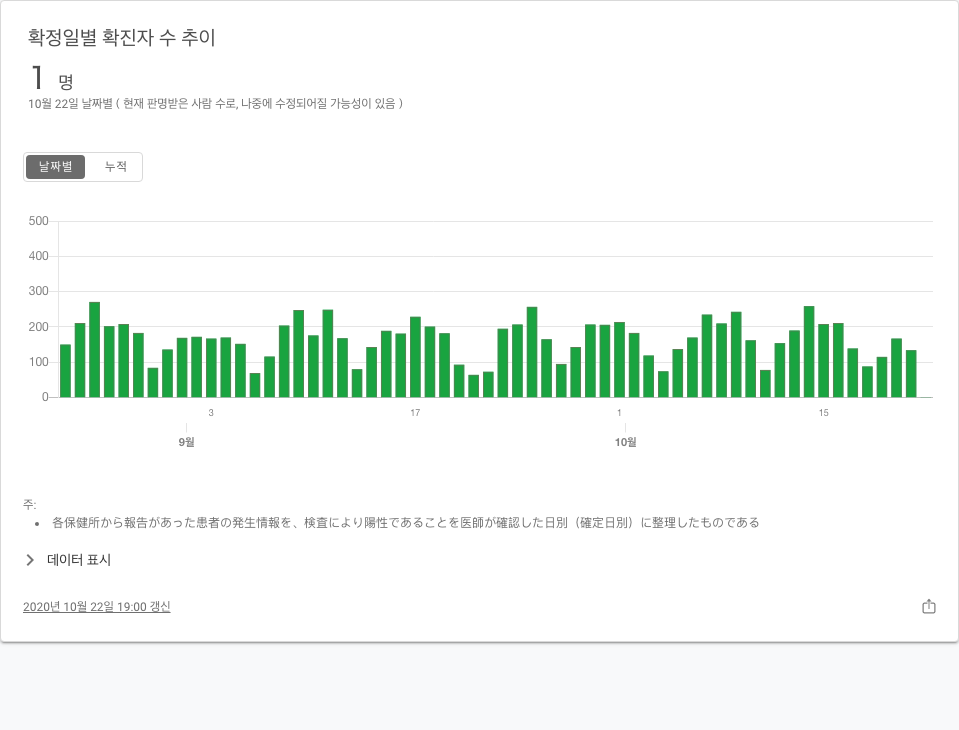 확정일별 확진자 수 추이
1 명
10월 22일 날짜별 ( 현재 판명받은 사람 수로, 나중에 수정되어질 가능성이 있음 )
날짜별 누적
500
400
300
200
100
0
3 17 1 15
9월 10월
주:
• 各保健所から報告があった患者の発生情報を、検査により陽性であることを医師が確認した日別（確定日別）に整理したものである
데이터 표시
2020년 10월 22일 19:00 갱신